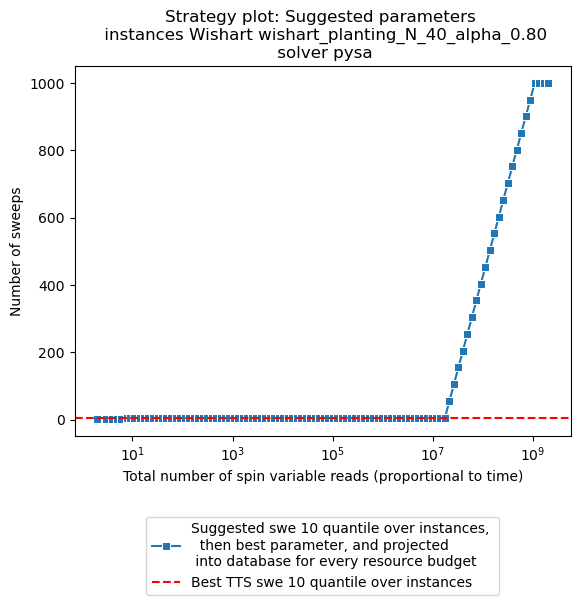 Strategy plot: Suggested parameters
instances Wishart wishart_planting_N_40_alpha_0.80
solver pysa
1000
800
600
400
200
0
Number of sweeps
10^1
10^3
10^5
10^7
10^9
Total number of spin variable reads (proportional to time)
Suggested swe 10 quantile over instances,
then best parameter, and projected
into database for every resource budget
Best TTS swe 10 quantile over instances